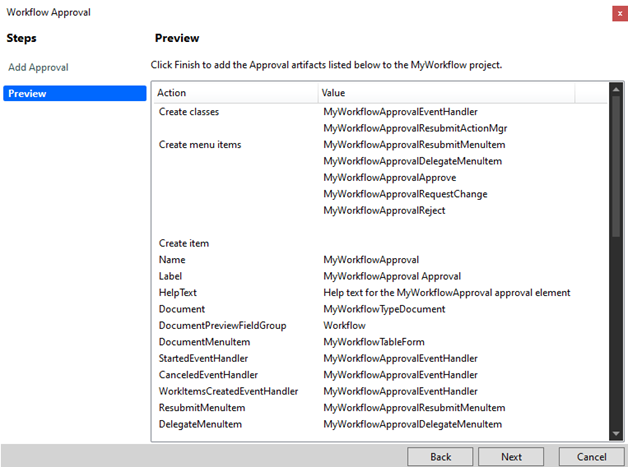 Workflow Approval
x
Steps
Preview
Add Approval
Click Finish to add the Approval artifacts listed below to the MyWorkflow project.
Preview
Action Value
Create classes MyWorkflowApprovalEventHandler
MyWorkflowApprovalResubmitActionMgr
Create menu items MyWorkflowApprovalResubmitMenuItem
MyWorkflowApprovalDelegateMenuItem
MyWorkflowApprovalApprove
MyWorkflowApprovalRequestChange
MyWorkflowApprovalReject
Create item
Name MyWorkflowApproval
Label MyWorkflowApproval Approval
HelpText Help text for the MyWorkflowApproval approval element
Document MyWorkflowTypeDocument
DocumentPreviewFieldGroup Workflow
DocumentMenuItem MyWorkflowTableForm
StartedEventHandler MyWorkflowApprovalEventHandler
CanceledEventHandler MyWorkflowApprovalEventHandler
WorkItemsCreatedEventHandler MyWorkflowApprovalEventHandler
ResubmitMenuItem MyWorkflowApprovalResubmitMenuItem
DelegateMenuItem MyWorkflowApprovalDelegateMenuItem
Back Next Cancel